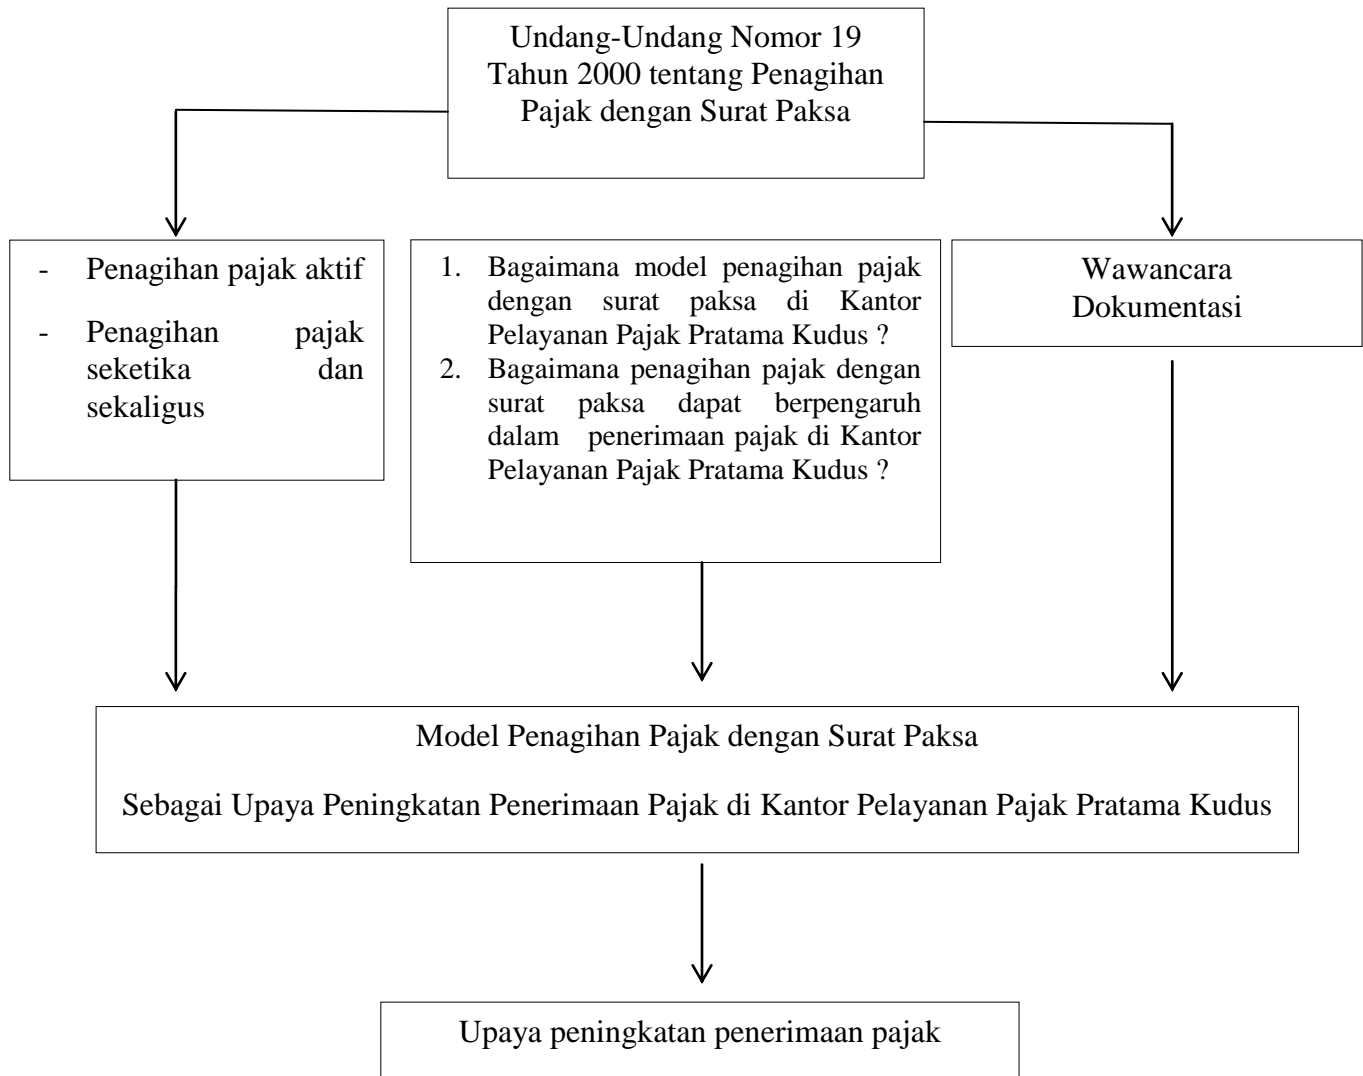 Undang-Undang Nomor 19
Tahun 2000 tentang Penagihan
Pajak dengan Surat Paksa
- Penagihan pajak aktif
- Penagihan pajak
seketika dan
sekaligus
1. Bagaimana model penagihan pajak
dengan surat paksa di Kantor
Pelayanan Pajak Pratama Kudus ?
2. Bagaimana penagihan pajak dengan
surat paksa dapat berpengaruh
dalam penerimaan pajak di Kantor
Pelayanan Pajak Pratama Kudus ?
Wawancara
Dokumentasi
Model Penagihan Pajak dengan Surat Paksa
Sebagai Upaya Peningkatan Penerimaan Pajak di Kantor Pelayanan Pajak Pratama Kudus
Upaya peningkatan penerimaan pajak